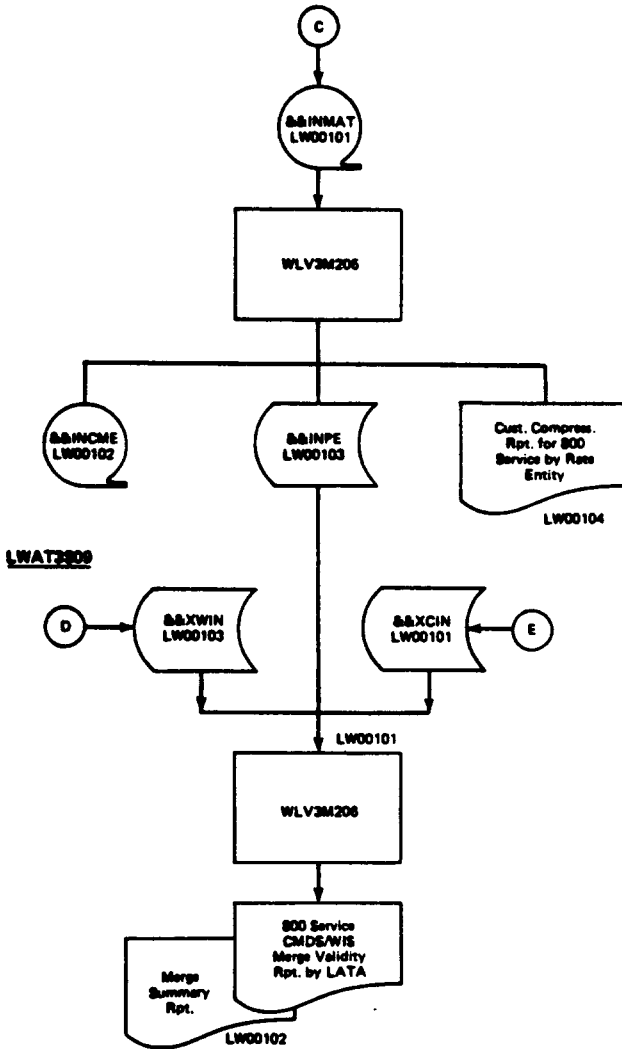 C
&&INMAT
LW00101
WLV3M206
&&INCME
LW00102
&&INPE
LW00103
Cust. Compress.
Rpt. for 800
Service by Rate
Entity
LW00104
LWAT3909
D
&&XWIN
LW00103
&&XCIN
LW00101
E
LW00101
WLV3M206
800 Service
CMDS/WIS
Merge Validity
Rpt. by LATA
Merge
Summary
Rpt.
LW00102